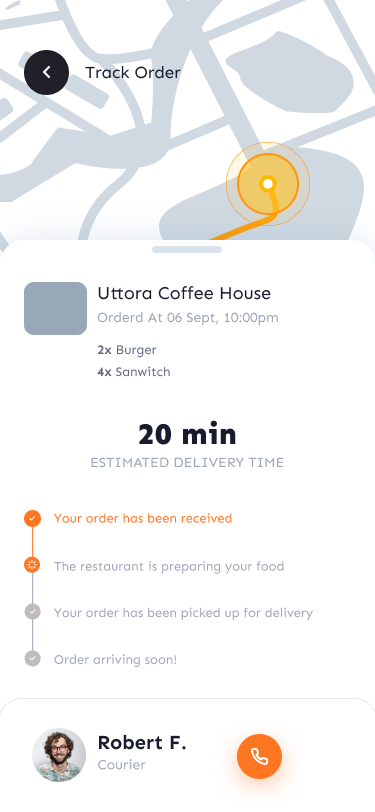 Track Order
Uttora Coffee House
Orderd At 06 Sept, 10:00pm
2x Burger
4x Sanwitch
20 min
ESTIMATED DELIVERY TIME
Your order has been received
The restaurant is preparing your food
Your order has been picked up for delivery
Order arriving soon!
Robert F.
Courier